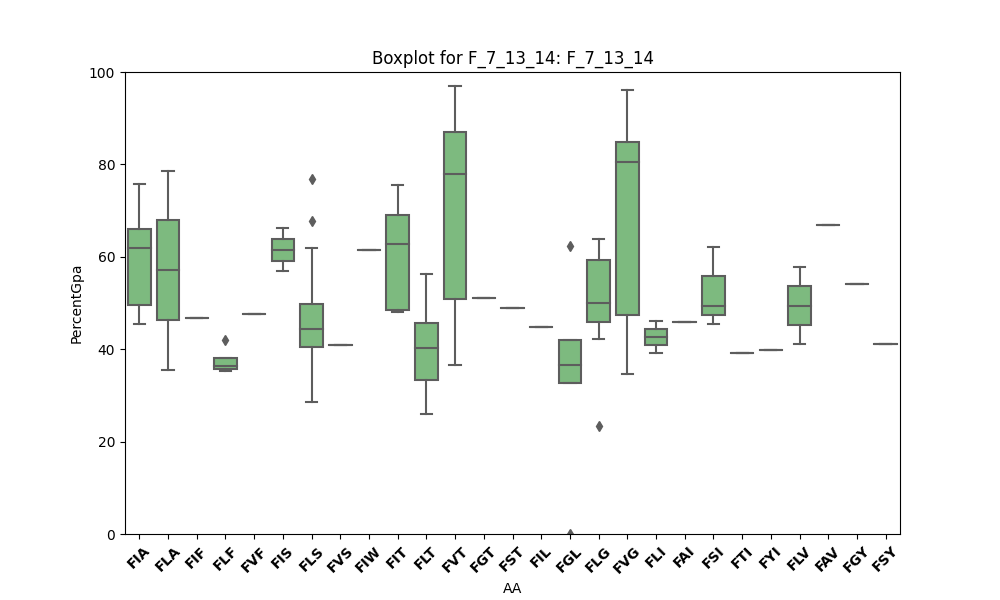 Boxplot for F_7_13_14: F_7_13_14
100
80
60
40
20
0
PercentGpa
FIA FLA FIF FLF FVF FIS FLS FVS FIW FIT FLT FVT FGT FST FIL FGL FLG FVG FLI FAI FSI FTI FYI FLV FAV FGY FSY
AA